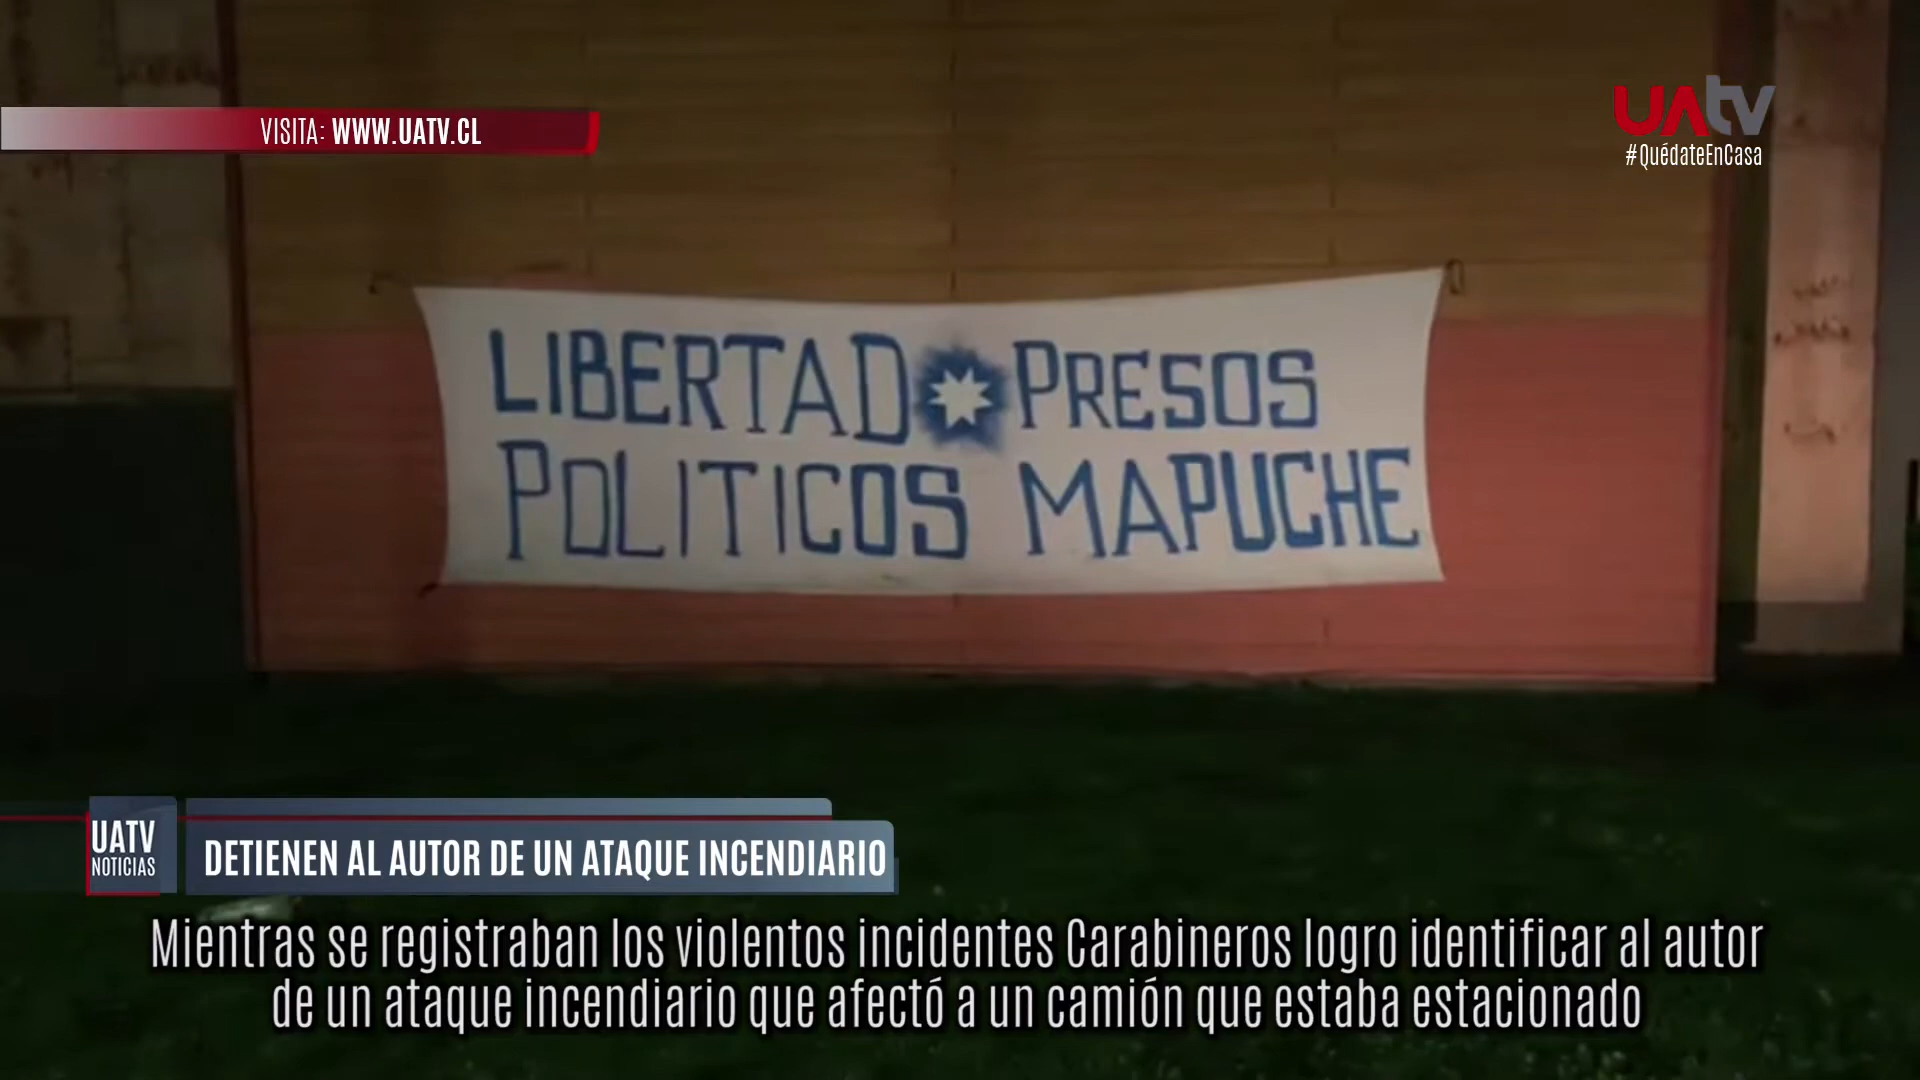 VISITA: WWW.UATV.CL
UAtv
#QuédateEnCasa
LIBERTAD PRESOS
POLITICOS MAPUCHE
UATV
NOTICIAS
DETIENEN AL AUTOR DE UN ATAQUE INCENDIARIO
Mientras se registraban los violentos incidentes Carabineros logro identificar al autor
de un ataque incendiario que afectó a un camión que estaba estacionado